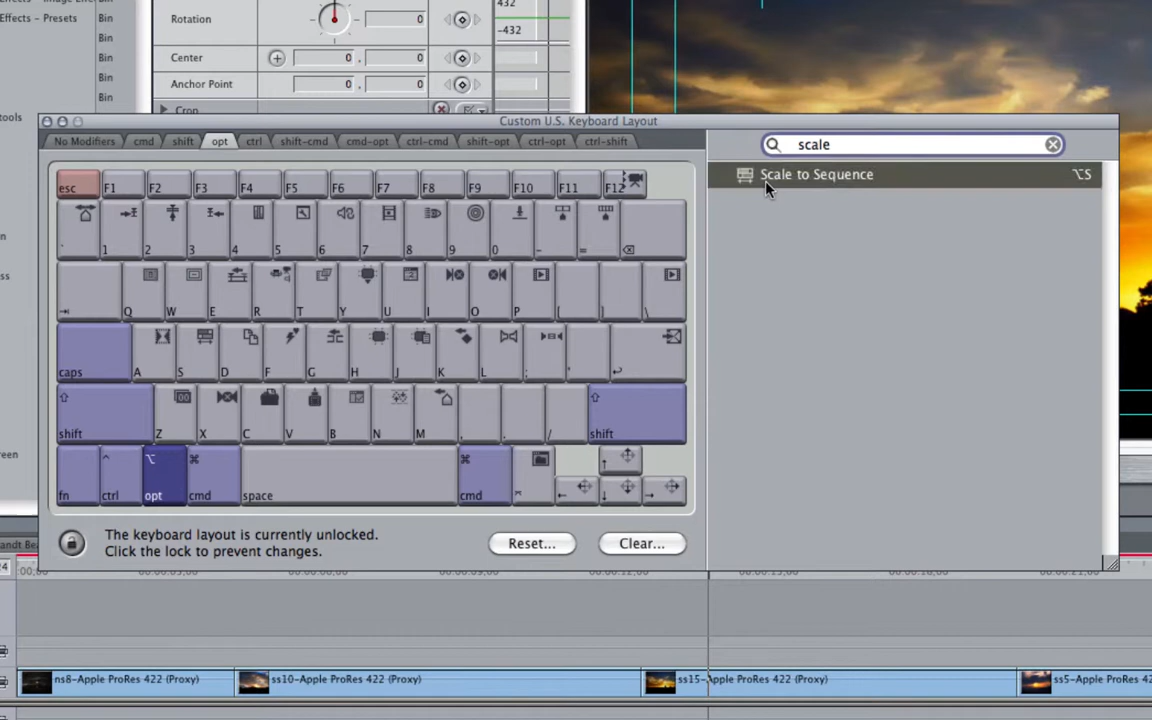 Effects - Presets
Bin
Bin
Bin
Bin
Bin
Rotation
0
432
-432
Center
0 , 0
Anchor Point
0 , 0
Crop
tools
Custom U.S. Keyboard Layout
No Modifiers cmd shift opt ctrl shift-cmd cmd-opt ctrl-cmd shift-opt ctrl-opt ctrl-shift
scale
Scale to Sequence ⌥S
esc F1 F2 F3 F4 F5 F6 F7 F8 F9 F10 F11 F12
` 1 2 3 4 5 6 7 8 9 0 - = ⌫
⇥ Q W E R T Y U I O P [ ] \
caps A S D F G H J K L ; ' ↩
⇧ shift Z X C V B N M , . / ⇧ shift
fn ^ ctrl ⌥ opt ⌘ cmd space ⌘ cmd ⌤ ← ↑ ↓ →
The keyboard layout is currently unlocked.
Click the lock to prevent changes.
Reset... Clear...
24
ns8-Apple ProRes 422 (Proxy)
ss10-Apple ProRes 422 (Proxy)
ss15-Apple ProRes 422 (Proxy)
ss5-Apple ProRes 42